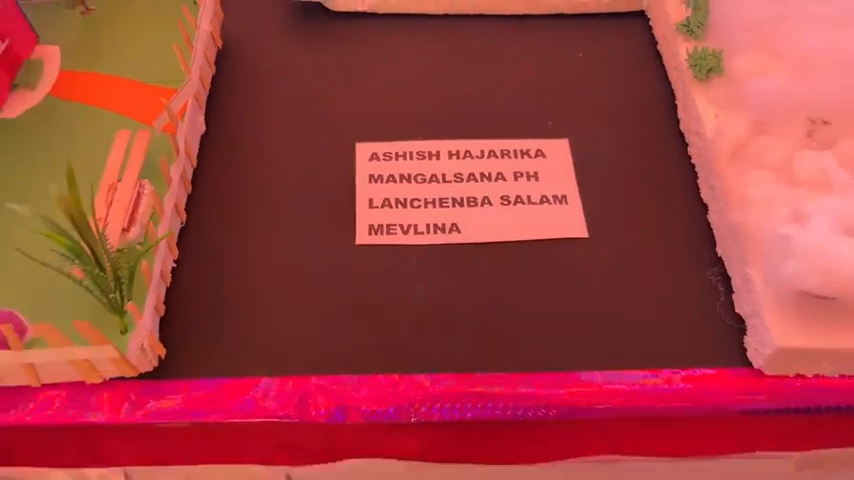 ASHISH HAJARIKA
MANGALSANA PH
LANCHENBA SALAM
MEVLINA